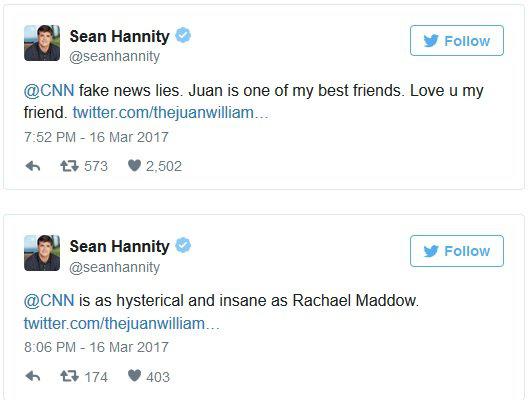 Sean Hannity
@seanhannity
Follow
@CNN fake news lies. Juan is one of my best friends. Love u my
friend. twitter.com/thejuanwilliam…
7:52 PM - 16 Mar 2017
573 2,502
Sean Hannity
@seanhannity
Follow
@CNN is as hysterical and insane as Rachael Maddow.
twitter.com/thejuanwilliam…
8:06 PM - 16 Mar 2017
174 403